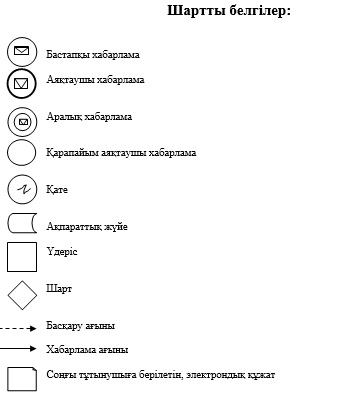 Шартты белгілер:
Бастапқы хабарлама
Аяқтаушы хабарлама
Аралық хабарлама
Қарапайым аяқтаушы хабарлама
Қате
Ақпараттық жүйе
Үдеріс
Шарт
Басқару ағыны
Хабарлама ағыны
Соңғы тұтынушыға берілетін, электрондық құжат